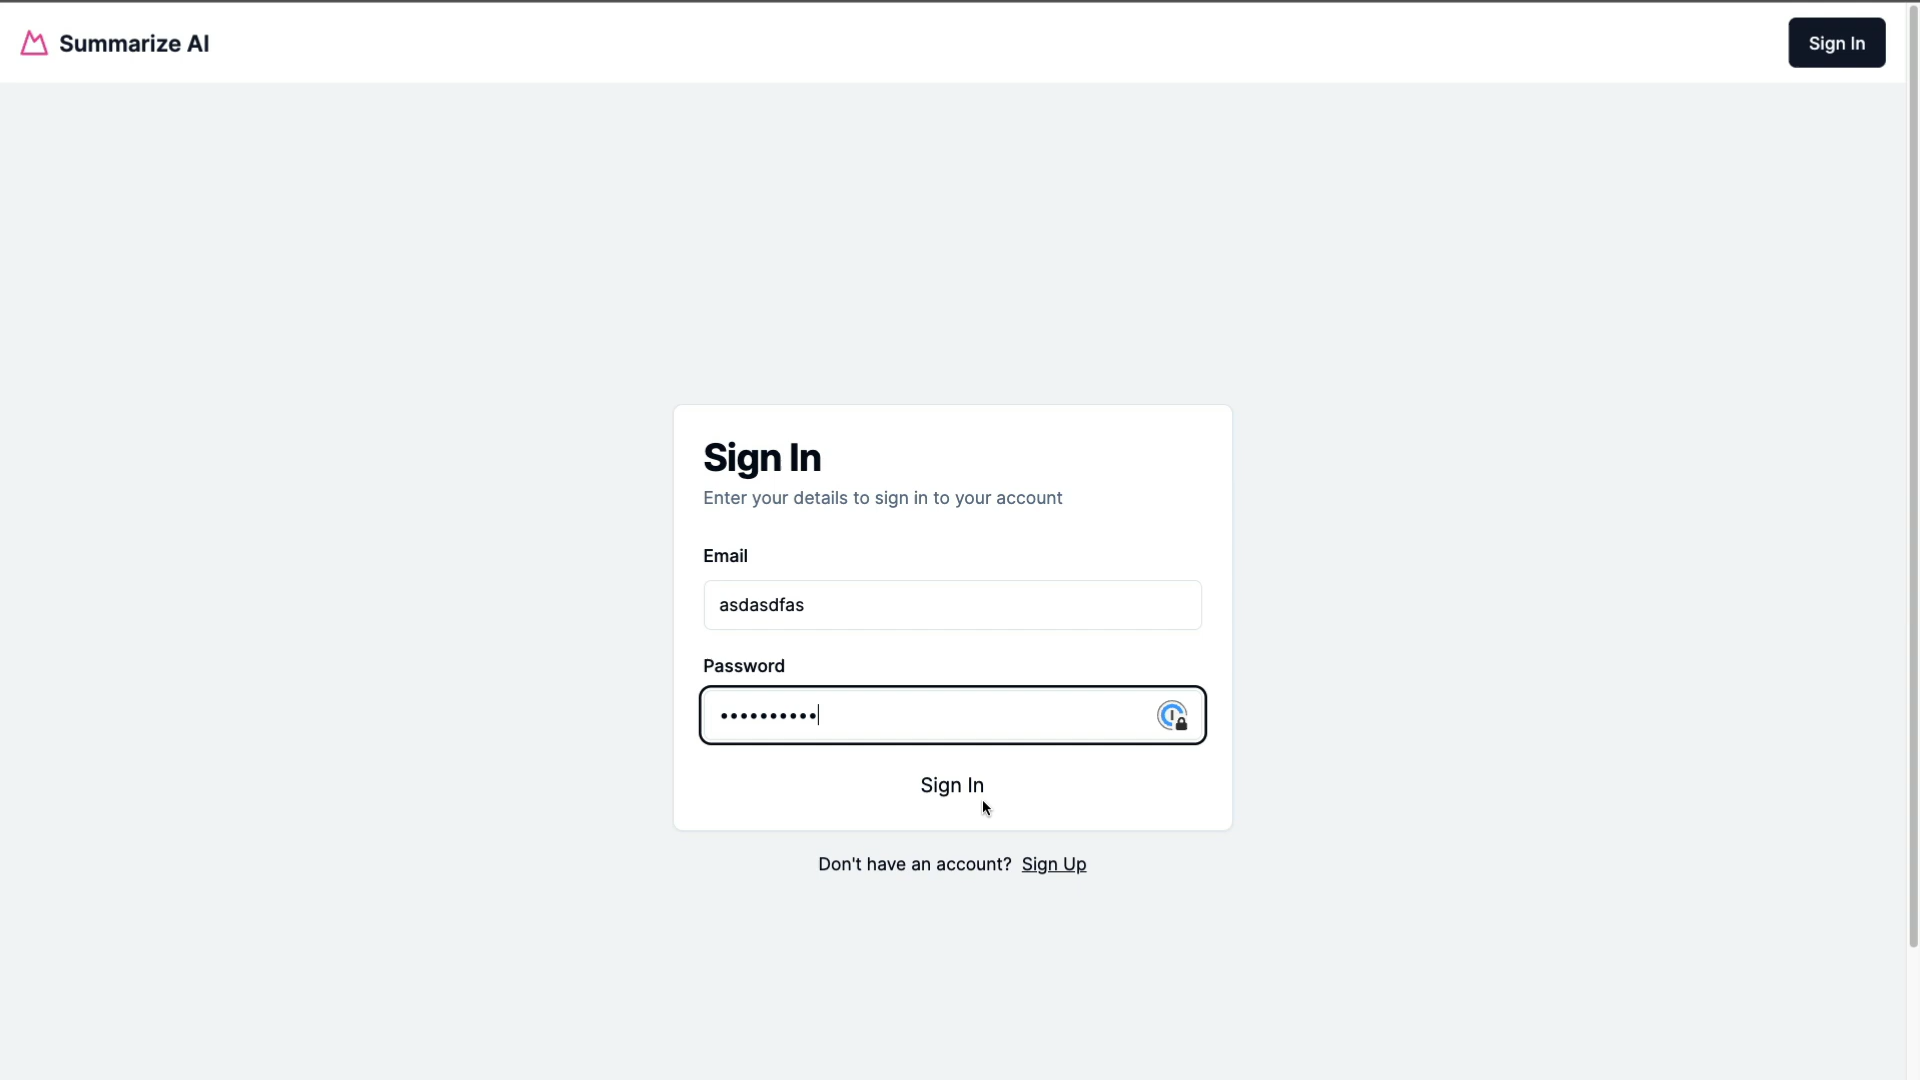 Summarize AI
Sign In
Sign In
Enter your details to sign in to your account
Email
asdasdfas
Password
••••••••••
Sign In
Don't have an account? Sign Up